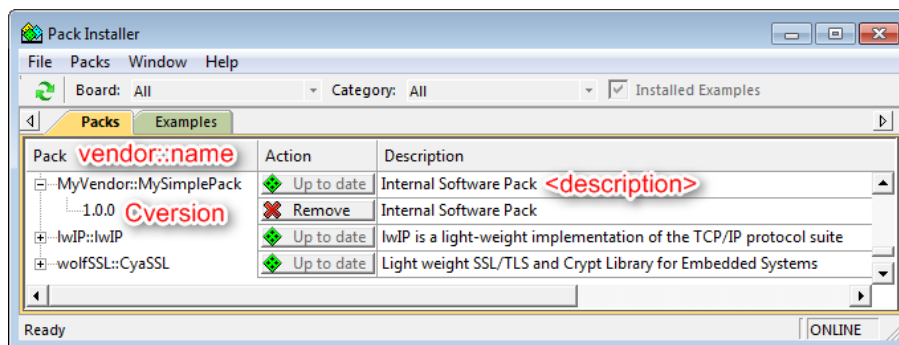 Pack Installer
File Packs Window Help
Board: All Category: All Installed Examples
Packs Examples
Pack vendor::name Action Description
MyVendor::MySimplePack Up to date Internal Software Pack <description>
1.0.0 Cversion Remove Internal Software Pack
lwIP::lwIP Up to date lwIP is a light-weight implementation of the TCP/IP protocol suite
wolfSSL::CyaSSL Up to date Light weight SSL/TLS and Crypt Library for Embedded Systems
Ready ONLINE